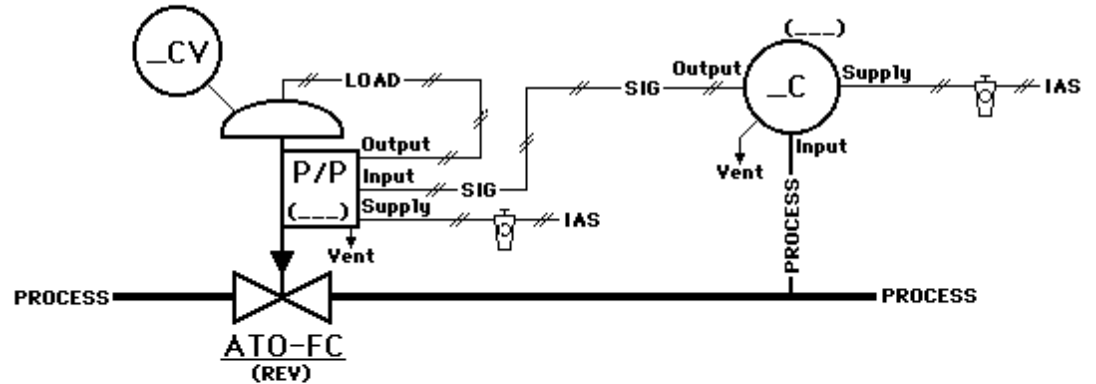 _CV
LOAD
Output
P/P
Input
SIG
(___)
Supply
IAS
Vent
SIG
(___)
Output
_C
Supply
IAS
Vent
Input
PROCESS
PROCESS
PROCESS
ATO-FC
(REV)